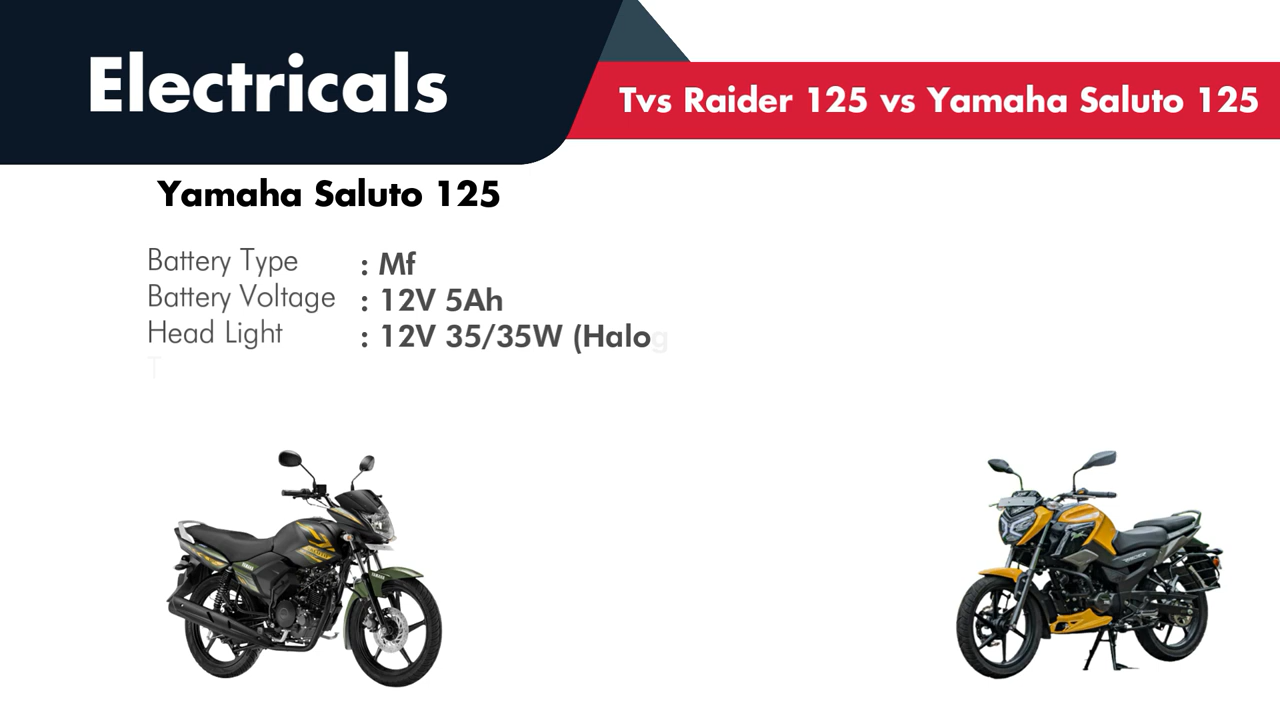 Electricals
Tvs Raider 125 vs Yamaha Saluto 125
Yamaha Saluto 125
Battery Type : Mf
Battery Voltage : 12V 5Ah
Head Light : 12V 35/35W (Halog
T